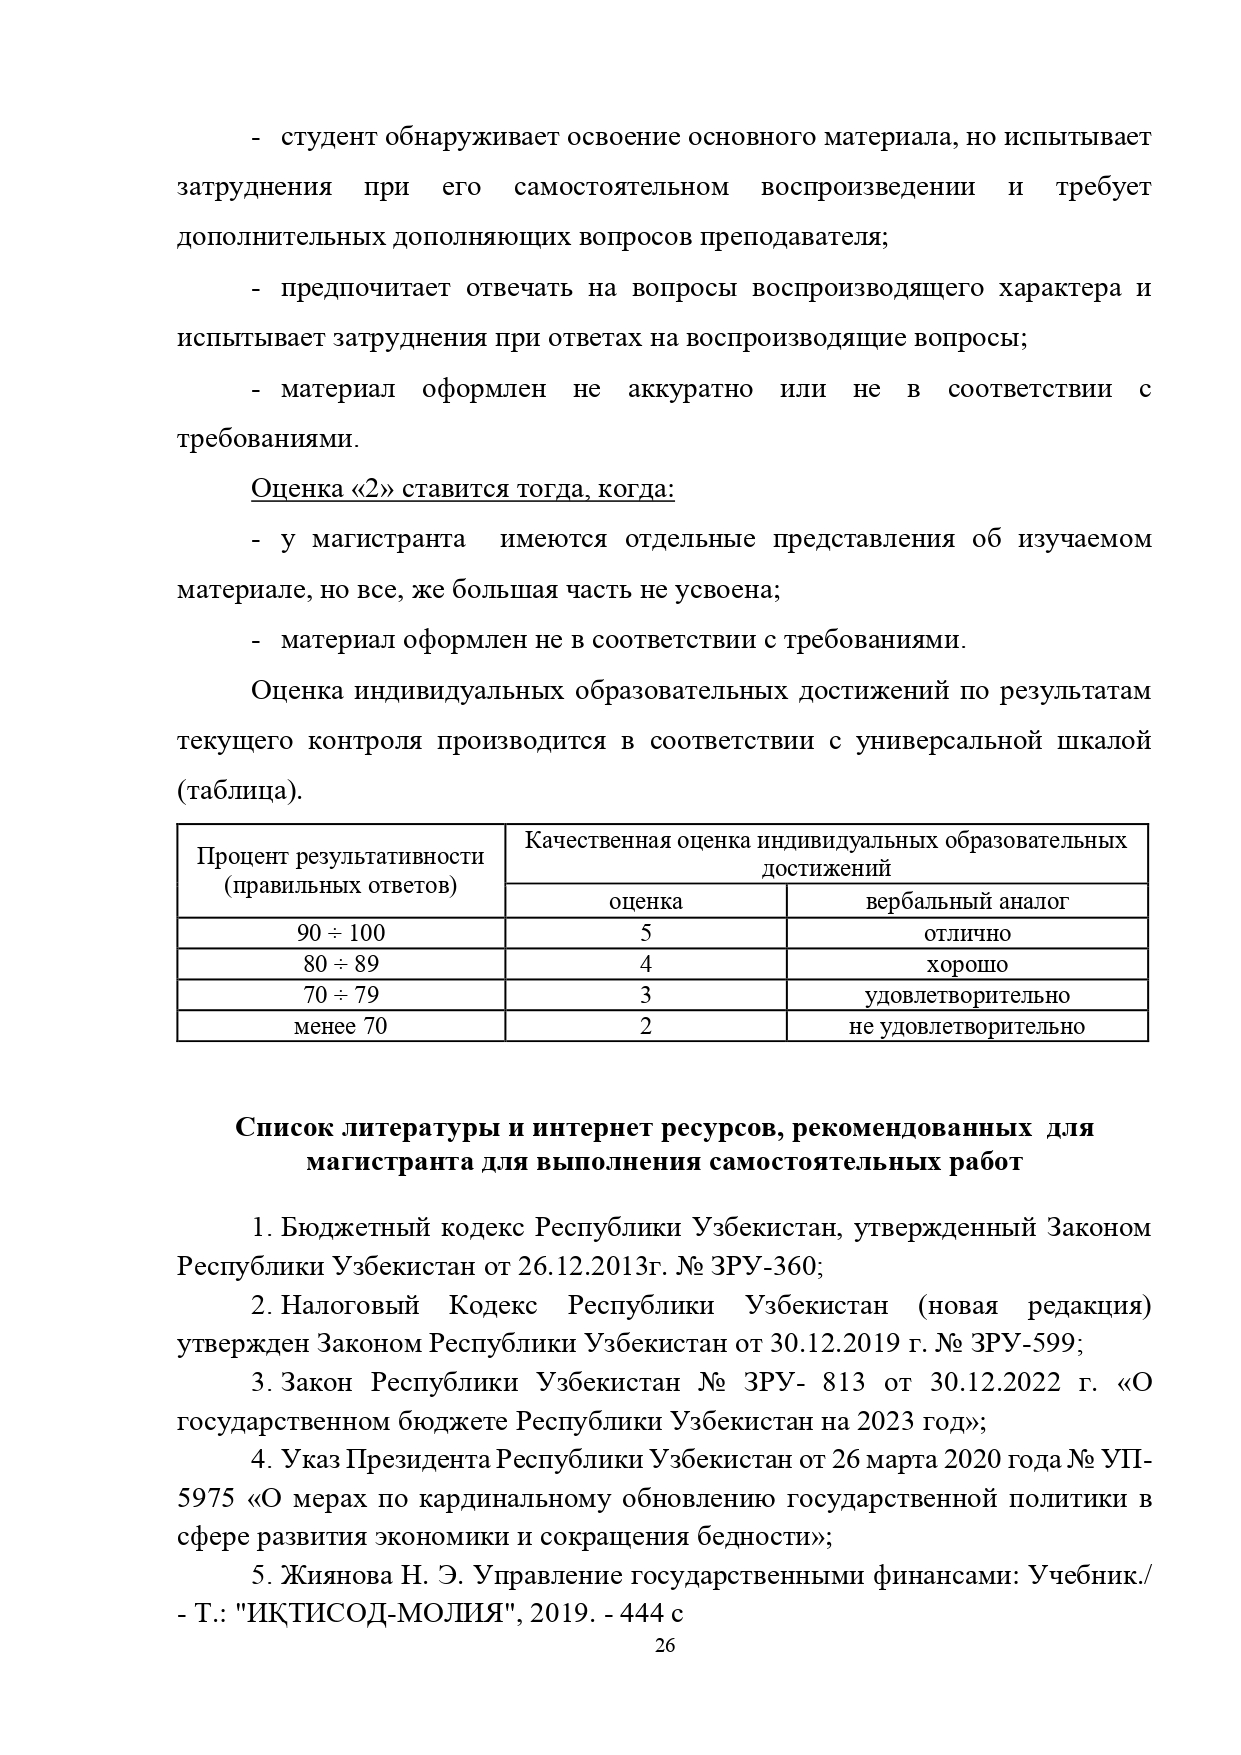 - студент обнаруживает освоение основного материала, но испытывает
затруднения при его самостоятельном воспроизведении и требует
дополнительных дополняющих вопросов преподавателя;
- предпочитает отвечать на вопросы воспроизводящего характера и
испытывает затруднения при ответах на воспроизводящие вопросы;
- материал оформлен не аккуратно или не в соответствии с
требованиями.
Оценка «2» ставится тогда, когда:
- у магистранта имеются отдельные представления об изучаемом
материале, но все, же большая часть не усвоена;
- материал оформлен не в соответствии с требованиями.
Оценка индивидуальных образовательных достижений по результатам
текущего контроля производится в соответствии с универсальной шкалой
(таблица).
Процент результативности
(правильных ответов)
Качественная оценка индивидуальных образовательных
достижений
оценка вербальный аналог
90 ÷ 100 5 отлично
80 ÷ 89 4 хорошо
70 ÷ 79 3 удовлетворительно
менее 70 2 не удовлетворительно
Список литературы и интернет ресурсов, рекомендованных для
магистранта для выполнения самостоятельных работ
1. Бюджетный кодекс Республики Узбекистан, утвержденный Законом
Республики Узбекистан от 26.12.2013г. № ЗРУ-360;
2. Налоговый Кодекс Республики Узбекистан (новая редакция)
утвержден Законом Республики Узбекистан от 30.12.2019 г. № ЗРУ-599;
3. Закон Республики Узбекистан № ЗРУ- 813 от 30.12.2022 г. «О
государственном бюджете Республики Узбекистан на 2023 год»;
4. Указ Президента Республики Узбекистан от 26 марта 2020 года № УП-
5975 «О мерах по кардинальному обновлению государственной политики в
сфере развития экономики и сокращения бедности»;
5. Жиянова Н. Э. Управление государственными финансами: Учебник./
- Т.: "ИҚТИСОД-МОЛИЯ", 2019. - 444 с
26